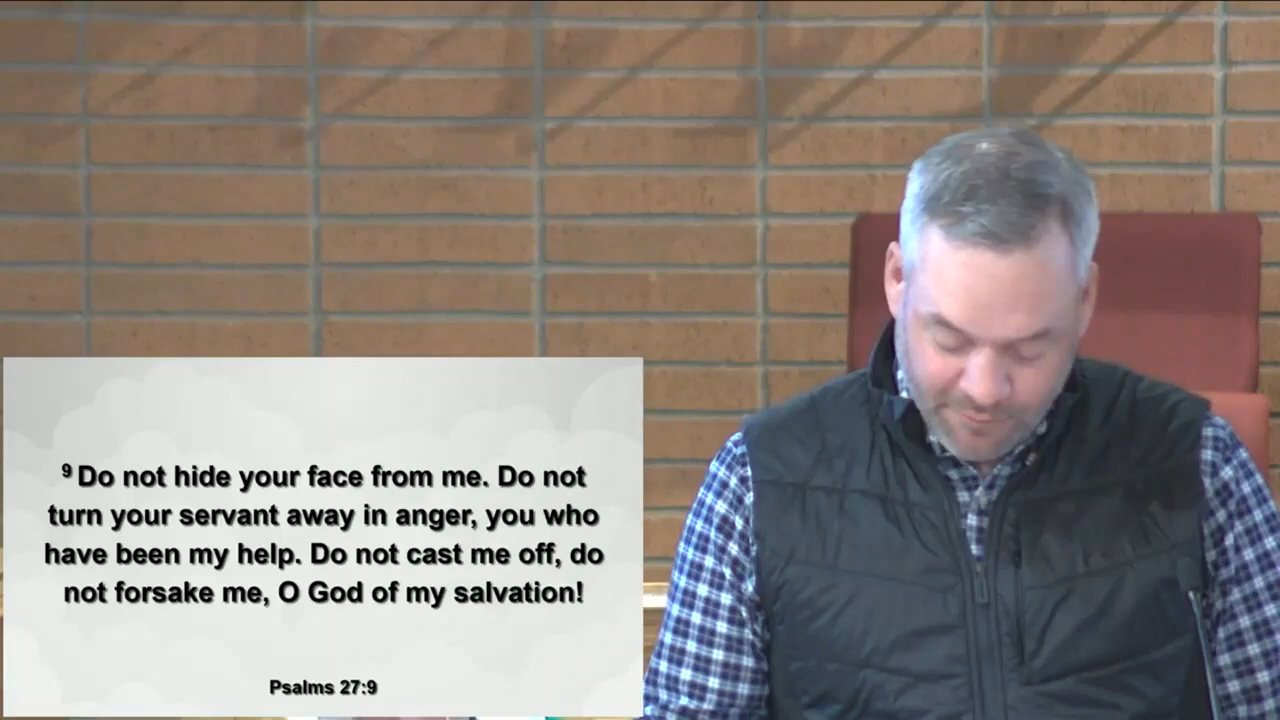 9 Do not hide your face from me. Do not
turn your servant away in anger, you who
have been my help. Do not cast me off, do
not forsake me, O God of my salvation!
Psalms 27:9